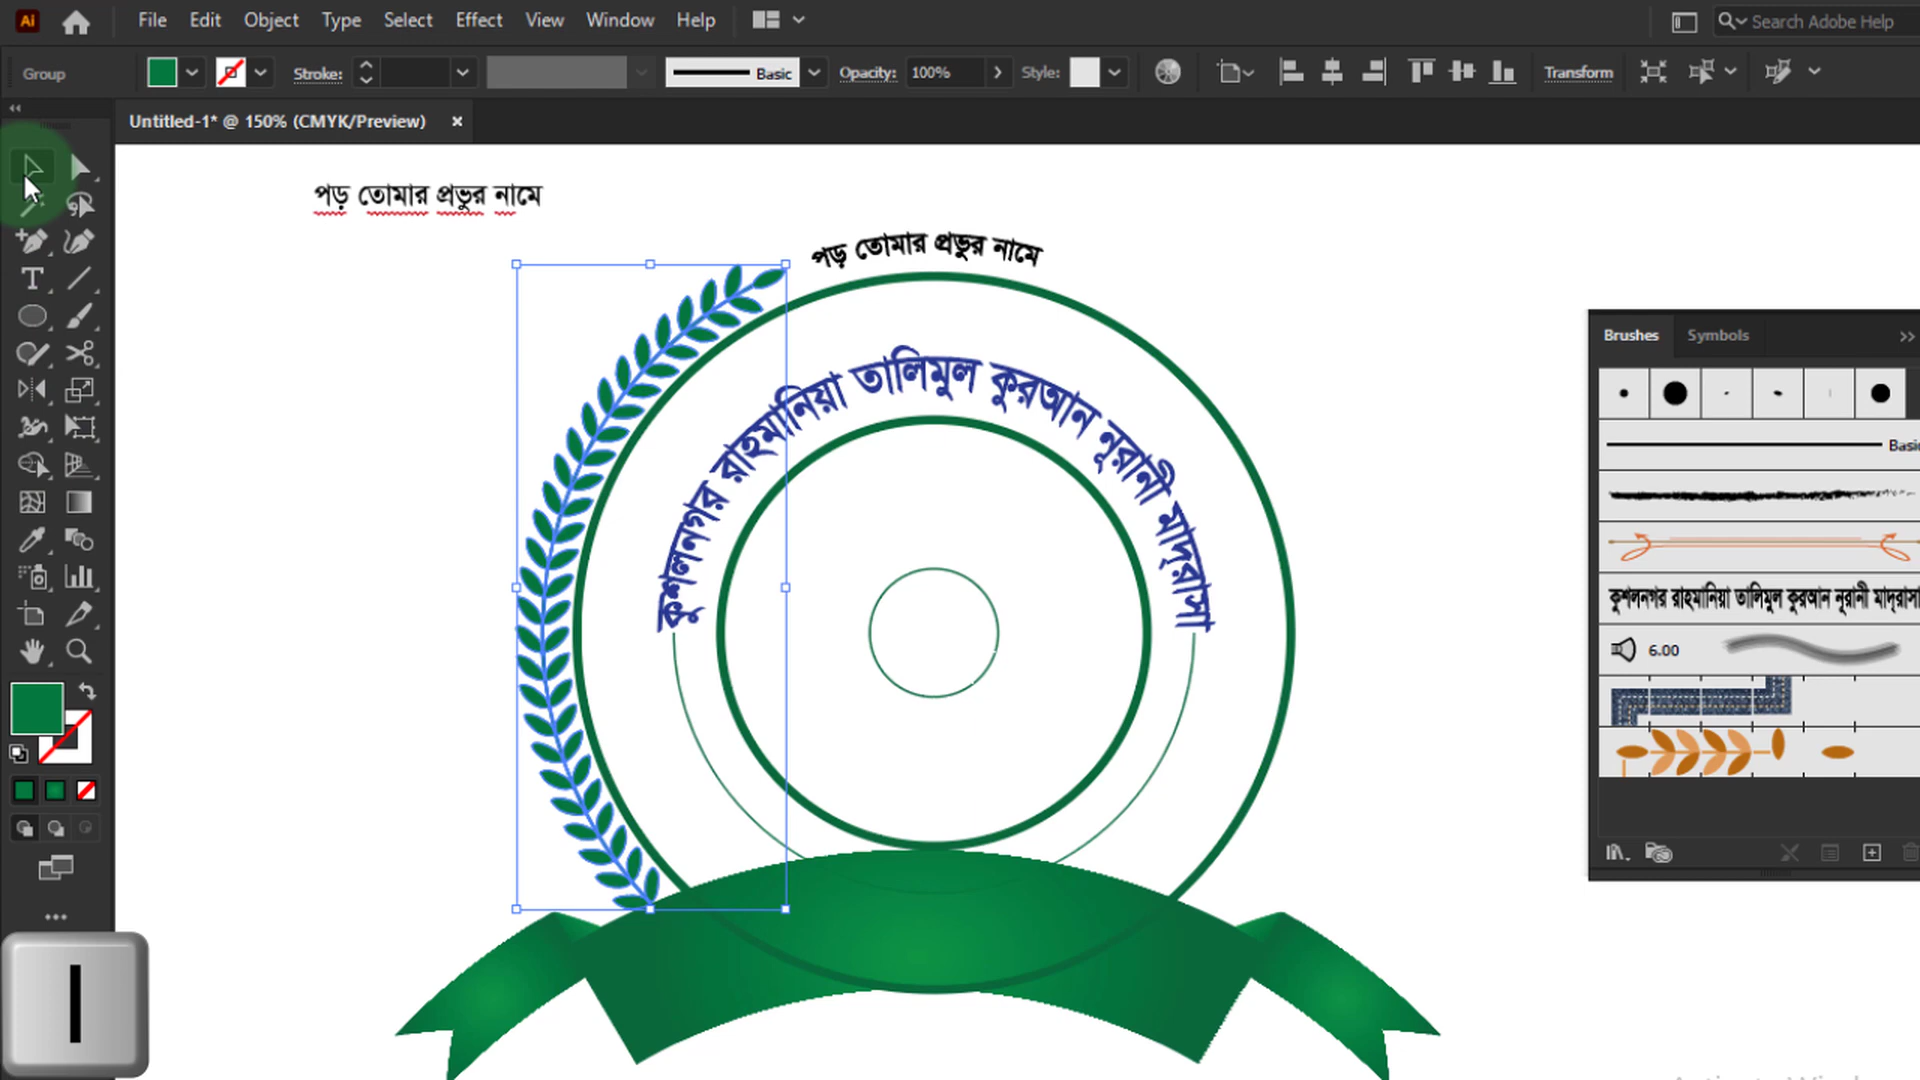 Ai File Edit Object Type Select Effect View Window Help Search Adobe Help
Group Stroke: Basic Opacity: 100% Style: Transform
Untitled-1* @ 150% (CMYK/Preview) ×
পড় তোমার প্রভুর নামে
পড় তোমার প্রভুর নামে
কুশলনগর রাহমানিয়া তালিমুল কুরআন নূরানী মাদ্রাসা
Brushes Symbols
Basic
কুশলনগর রাহমানিয়া তালিমুল কুরআন নূরানী মাদ্রাসা
6.00
I